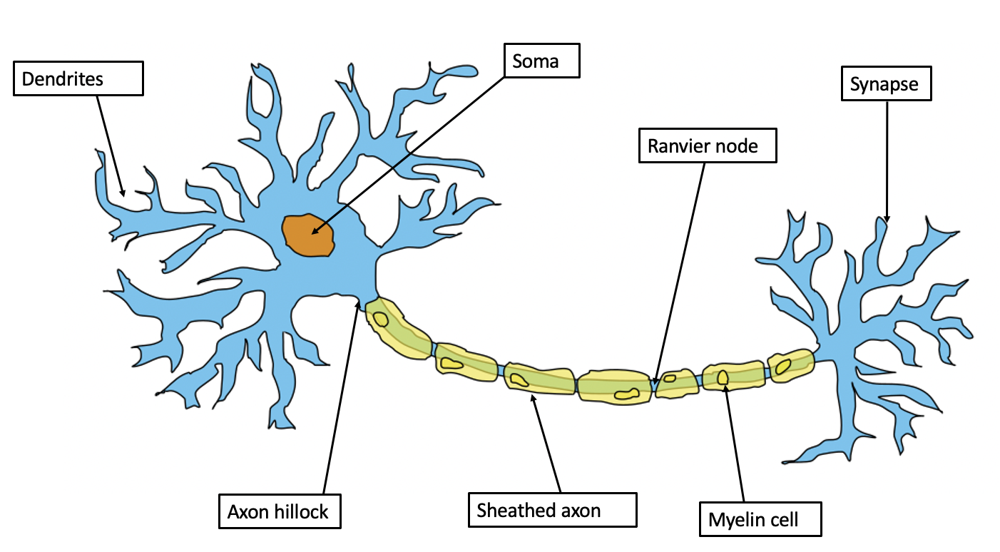 Dendrites
Soma
Synapse
Ranvier node
Axon hillock
Sheathed axon
Myelin cell